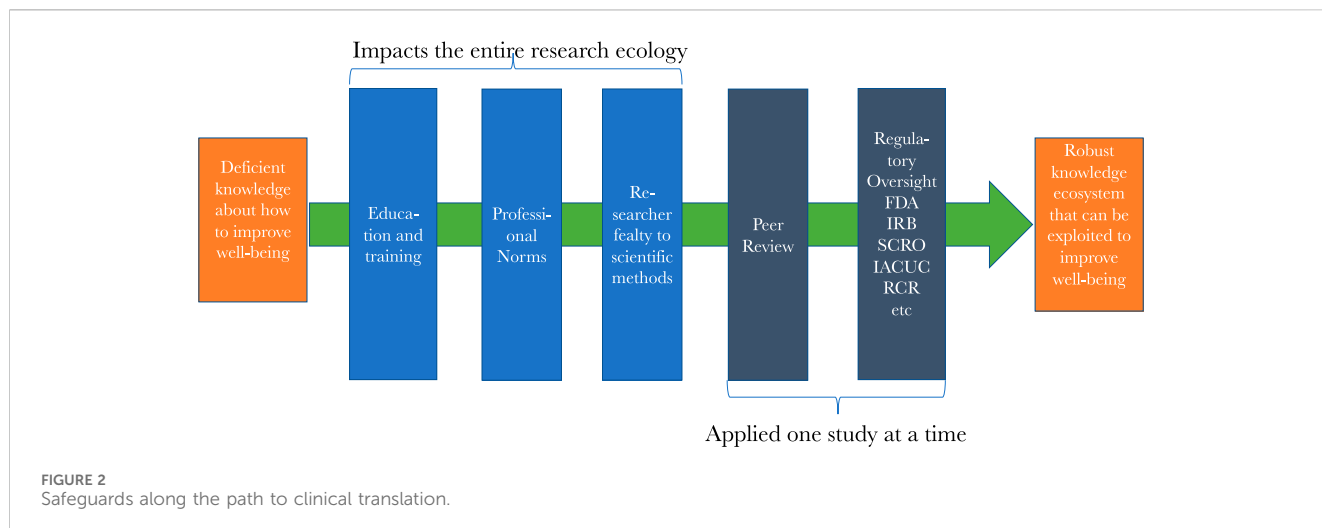 Impacts the entire research ecology
Deficient
knowledge
about how
to improve
well-being
Educa-
tion and
training
Professi-
onal
Norms
Re-
searcher
fealty to
scientific
methods
Peer
Review
Regula-
tory
Oversight
FDA
IRB
SCRO
IACUC
RCR
etc
Robust
knowledge
ecosystem
that can be
exploited to
improve
well-being
Applied one study at a time
FIGURE 2
Safeguards along the path to clinical translation.